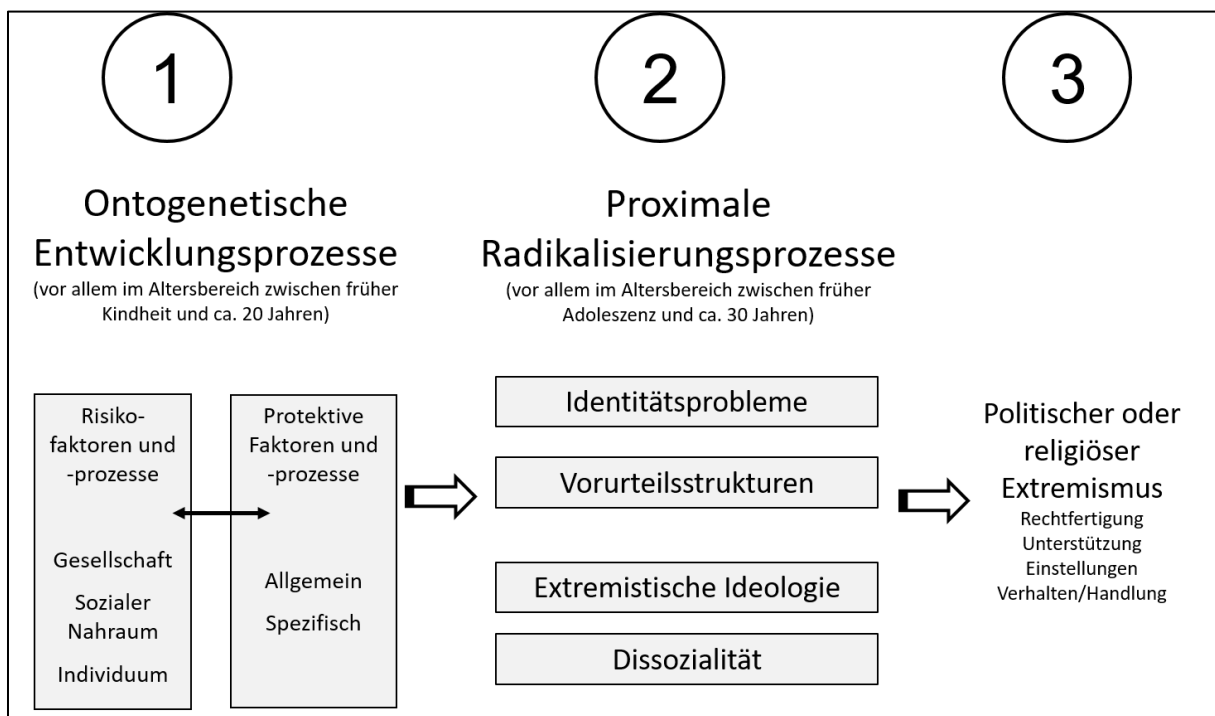 1
Ontogenetische
Entwicklungsprozesse
(vor allem im Altersbereich zwischen früher
Kindheit und ca. 20 Jahren)
Risiko-
faktoren und
-prozesse
Gesellschaft
Sozialer
Nahraum
Individuum
Protektive
Faktoren und
-prozesse
Allgemein
Spezifisch
2
Proximale
Radikalisierungsprozesse
(vor allem im Altersbereich zwischen früher
Adoleszenz und ca. 30 Jahren)
Identitätsprobleme
Vorurteilsstrukturen
Extremistische Ideologie
Dissozialität
3
Politischer oder
religiöser
Extremismus
Rechtfertigung
Unterstützung
Einstellungen
Verhalten/Handlung